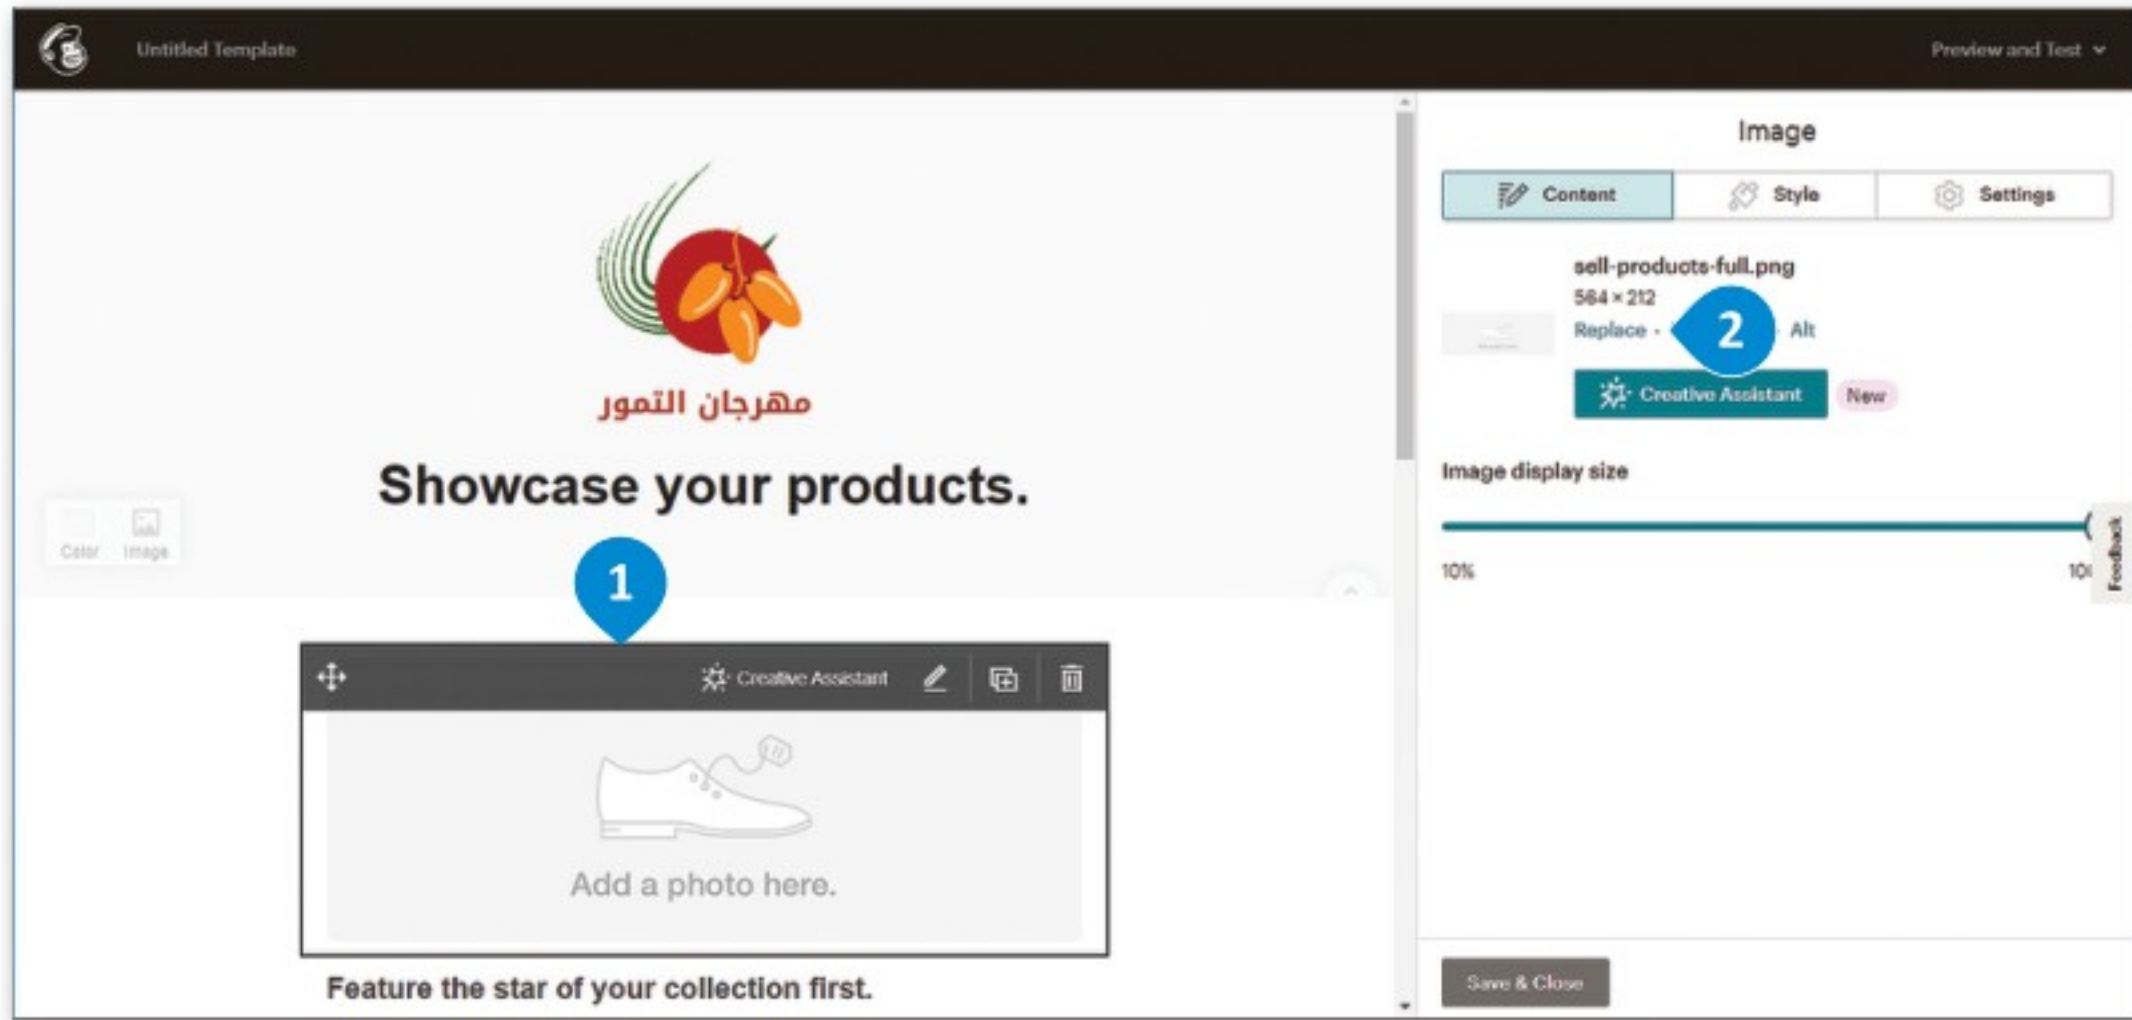 Untitled Template
Preview and Test
مهرجان التمور
Showcase your products.
Color Image
1
Creative Assistant
Add a photo here.
Feature the star of your collection first.
Image
Content Style Settings
sell-products-full.png
564 × 212
Replace - 2 Alt
Creative Assistant New
Image display size
10%
Feedback
Save & Close